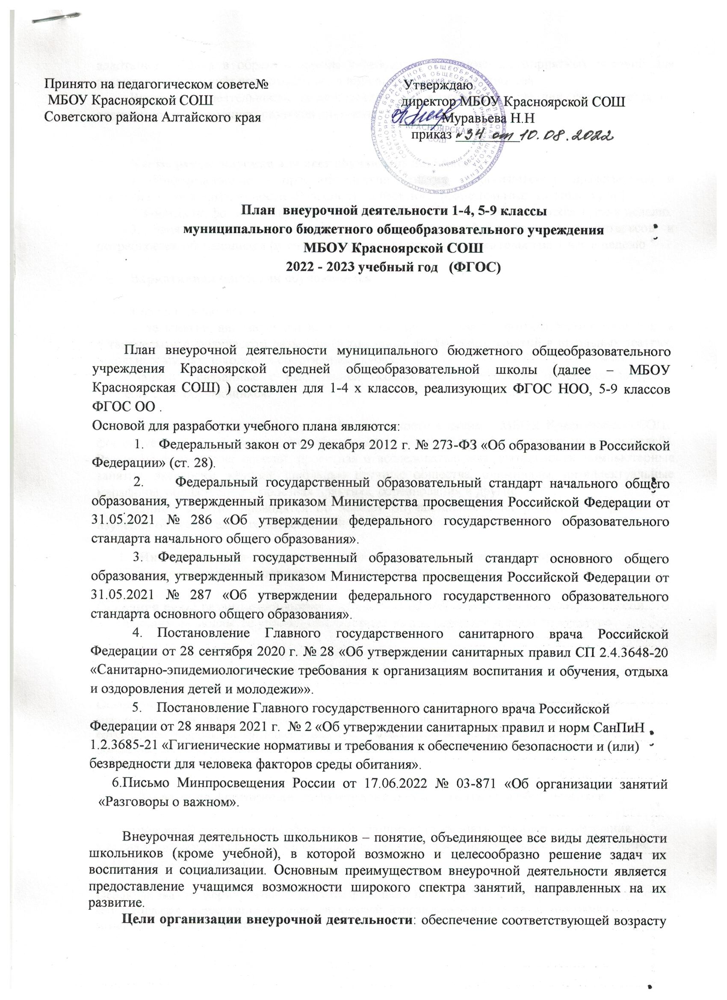 Принято на педагогическом совете№
МБОУ Красноярской СОШ
Советского района Алтайского края
Утверждаю
директор МБОУ Красноярской СОШ
Муравьева Н.Н
приказ №34 от 10.08.2022
КРАСНОЯРСКАЯ
СОШ
План внеурочной деятельности 1-4, 5-9 классы
муниципального бюджетного общеобразовательного учреждения
МБОУ Красноярской СОШ
2022 - 2023 учебный год (ФГОС)
План внеурочной деятельности муниципального бюджетного общеобразовательного
учреждения Красноярской средней общеобразовательной школы (далее – МБОУ
Красноярская СОШ) ) составлен для 1-4 х классов, реализующих ФГОС НОО, 5-9 классов
ФГОС ОО .
Основой для разработки учебного плана являются:
1. Федеральный закон от 29 декабря 2012 г. № 273-ФЗ «Об образовании в Российской
Федерации» (ст. 28).
2. Федеральный государственный образовательный стандарт начального общего
образования, утвержденный приказом Министерства просвещения Российской Федерации от
31.05.2021 № 286 «Об утверждении федерального государственного образовательного
стандарта начального общего образования».
3. Федеральный государственный образовательный стандарт основного общего
образования, утвержденный приказом Министерства просвещения Российской Федерации от
31.05.2021 № 287 «Об утверждении федерального государственного образовательного
стандарта основного общего образования».
4. Постановление Главного государственного санитарного врача Российской
Федерации от 28 сентября 2020 г. № 28 «Об утверждении санитарных правил СП 2.4.3648-20
«Санитарно-эпидемиологические требования к организациям воспитания и обучения, отдыха
и оздоровления детей и молодежи»».
5. Постановление Главного государственного санитарного врача Российской
Федерации от 28 января 2021 г. № 2 «Об утверждении санитарных правил и норм СанПиН
1.2.3685-21 «Гигиенические нормативы и требования к обеспечению безопасности и (или)
безвредности для человека факторов среды обитания».
6.Письмо Минпросвещения России от 17.06.2022 № 03-871 «Об организации занятий
«Разговоры о важном».
Внеурочная деятельность школьников – понятие, объединяющее все виды деятельности
школьников (кроме учебной), в которой возможно и целесообразно решение задач их
воспитания и социализации. Основным преимуществом внеурочной деятельности является
предоставление учащимся возможности широкого спектра занятий, направленных на их
развитие.
Цели организации внеурочной деятельности: обеспечение соответствующей возрасту